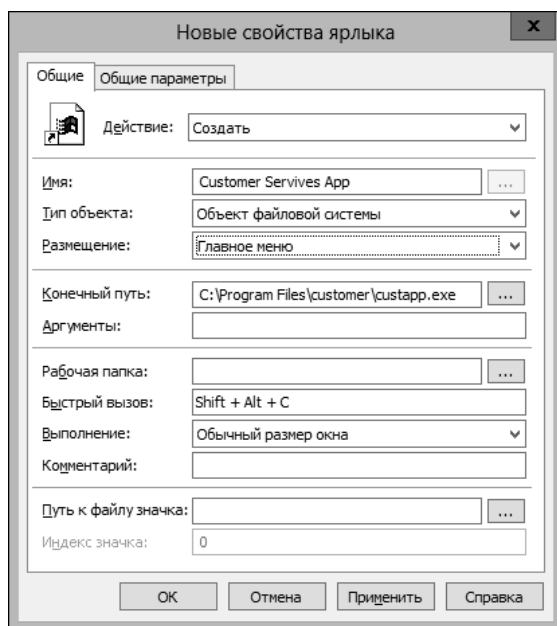 Новые свойства ярлыка
x
Общие Общие параметры
Действие: Создать
Имя: Customer Servives App ...
Тип объекта: Объект файловой системы
Размещение: Главное меню
Конечный путь: C:\Program Files\customer\custapp.exe ...
Аргументы:
Рабочая папка: ...
Быстрый вызов: Shift + Alt + C
Выполнение: Обычный размер окна
Комментарий:
Путь к файлу значка: ...
Индекс значка: 0
ОК Отмена Применить Справка